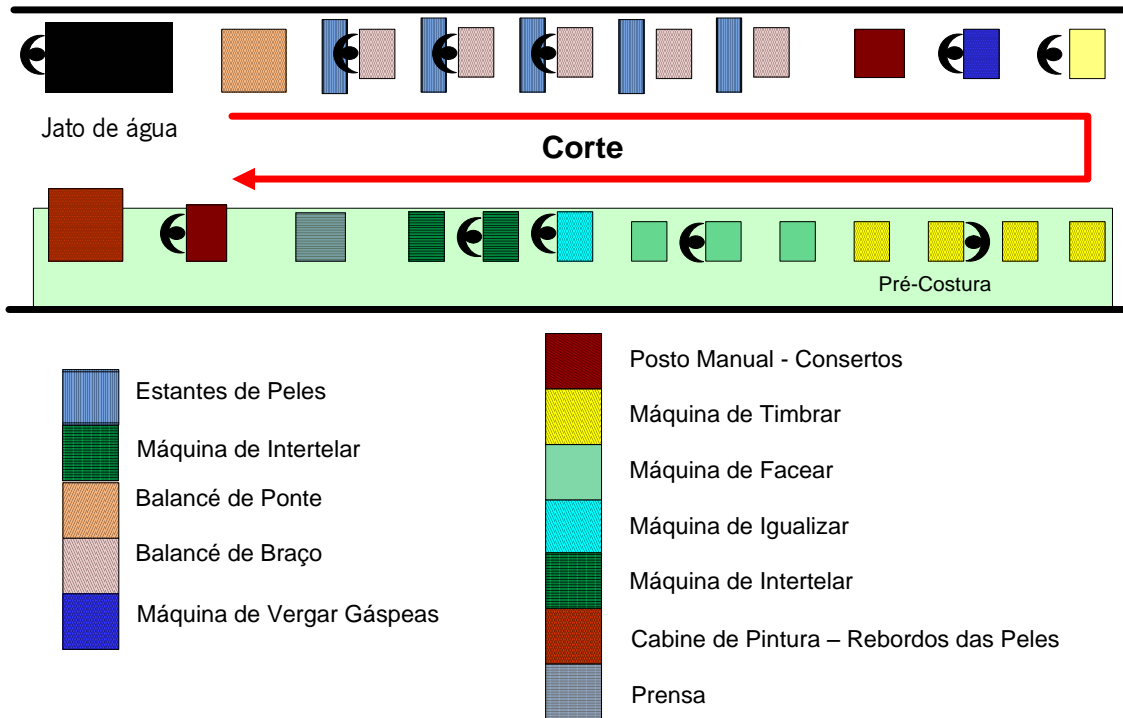 Jato de água
Corte
Pré-Costura
Estantes de Peles
Máquina de Intertelar
Balancé de Ponte
Balancé de Braço
Máquina de Vergar Gáspeas
Posto Manual - Consertos
Máquina de Timbrar
Máquina de Facear
Máquina de Igualizar
Máquina de Intertelar
Cabine de Pintura – Rebordos das Peles
Prensa